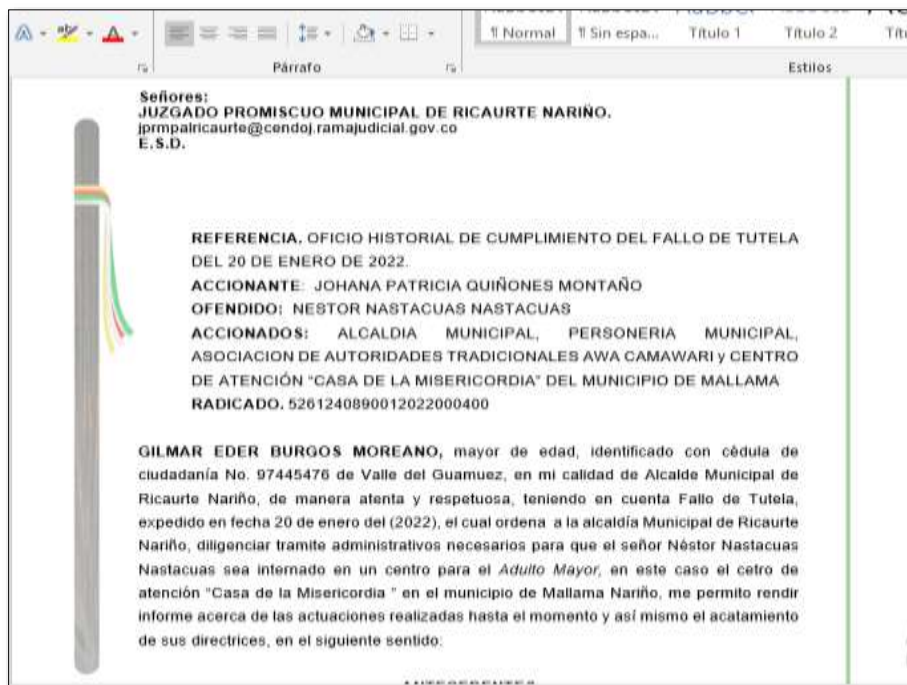 ¶ Normal ¶ Sin espa... Título 1 Título 2
Párrafo Estilos
Señores:
JUZGADO PROMISCUO MUNICIPAL DE RICAURTE NARIÑO.
jprmpalricaurte@cendoj.ramajudicial.gov.co
E.S.D.
REFERENCIA. OFICIO HISTORIAL DE CUMPLIMIENTO DEL FALLO DE TUTELA
DEL 20 DE ENERO DE 2022.
ACCIONANTE: JOHANA PATRICIA QUIÑONES MONTAÑO
OFENDIDO: NESTOR NASTACUAS NASTACUAS
ACCIONADOS: ALCALDIA MUNICIPAL, PERSONERIA MUNICIPAL,
ASOCIACION DE AUTORIDADES TRADICIONALES AWA CAMAWARI y CENTRO
DE ATENCIÓN "CASA DE LA MISERICORDIA" DEL MUNICIPIO DE MALLAMA
RADICADO. 5261240890012022000400
GILMAR EDER BURGOS MOREANO, mayor de edad, identificado con cédula de
ciudadanía No. 97445476 de Valle del Guamuez, en mi calidad de Alcalde Municipal de
Ricaurte Nariño, de manera atenta y respetuosa, teniendo en cuenta Fallo de Tutela,
expedido en fecha 20 de enero del (2022), el cual ordena a la alcaldía Municipal de Ricaurte
Nariño, diligenciar tramite administrativos necesarios para que el señor Néstor Nastacuas
Nastacuas sea internado en un centro para el Adulto Mayor, en este caso el cetro de
atención "Casa de la Misericordia " en el municipio de Mallama Nariño, me permito rendir
informe acerca de las actuaciones realizadas hasta el momento y así mismo el acatamiento
de sus directrices, en el siguiente sentido: